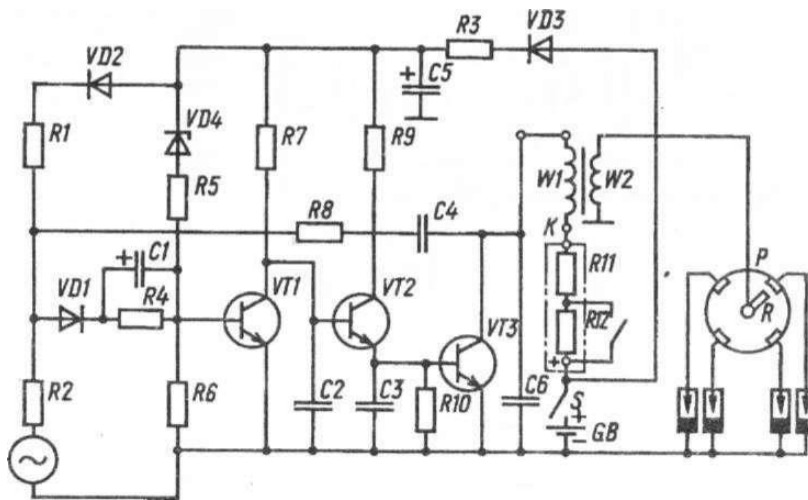 R3
VD3
VD2
+
C5
R1
VD4
R7
R9
R5
W1
W2
R8
C4
K
P
+
C1
R11
VD1
R4
VT1
VT2
R
R12
VT3
+
R2
R6
C2
C3
R10
C6
S
+
GB
−
~